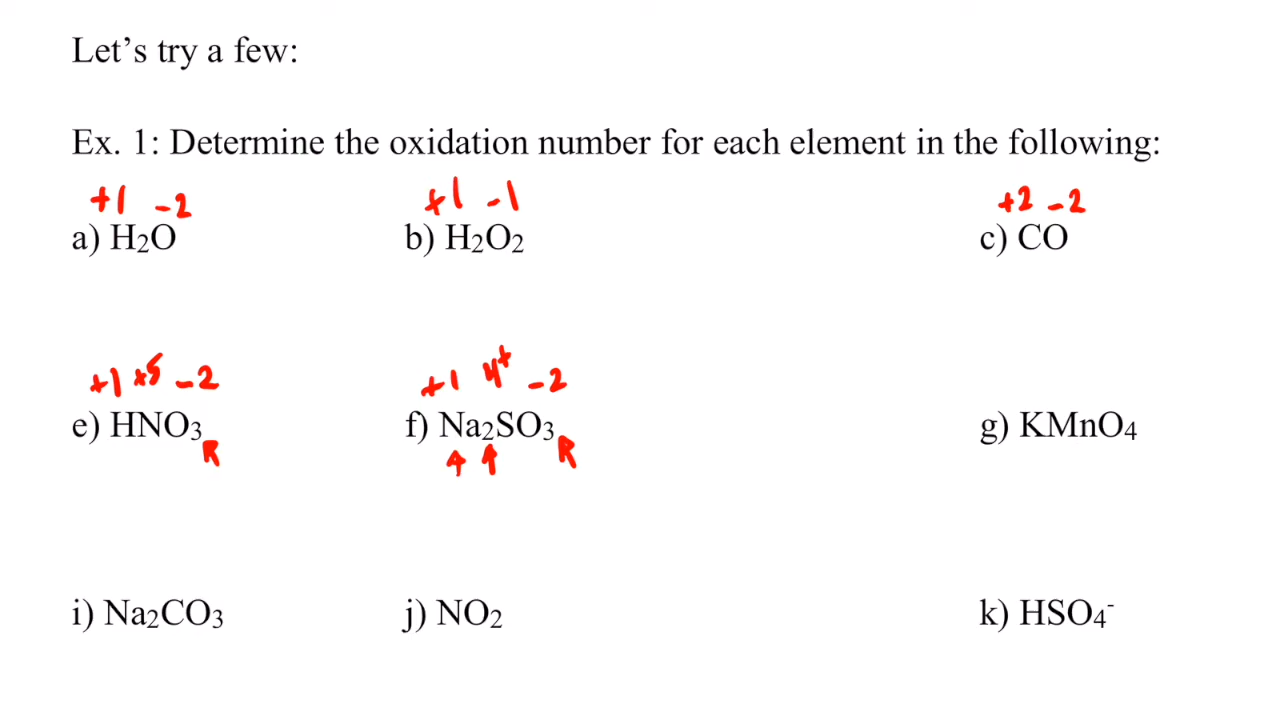 Let's try a few:
Ex. 1: Determine the oxidation number for each element in the following:
+1 -2 +1 -1 +2 -2
a) H2O b) H2O2 c) CO
+1 +5 -2 +1 4+ -2
e) HNO3 f) Na2SO3 g) KMnO4
i) Na2CO3 j) NO2 k) HSO4-